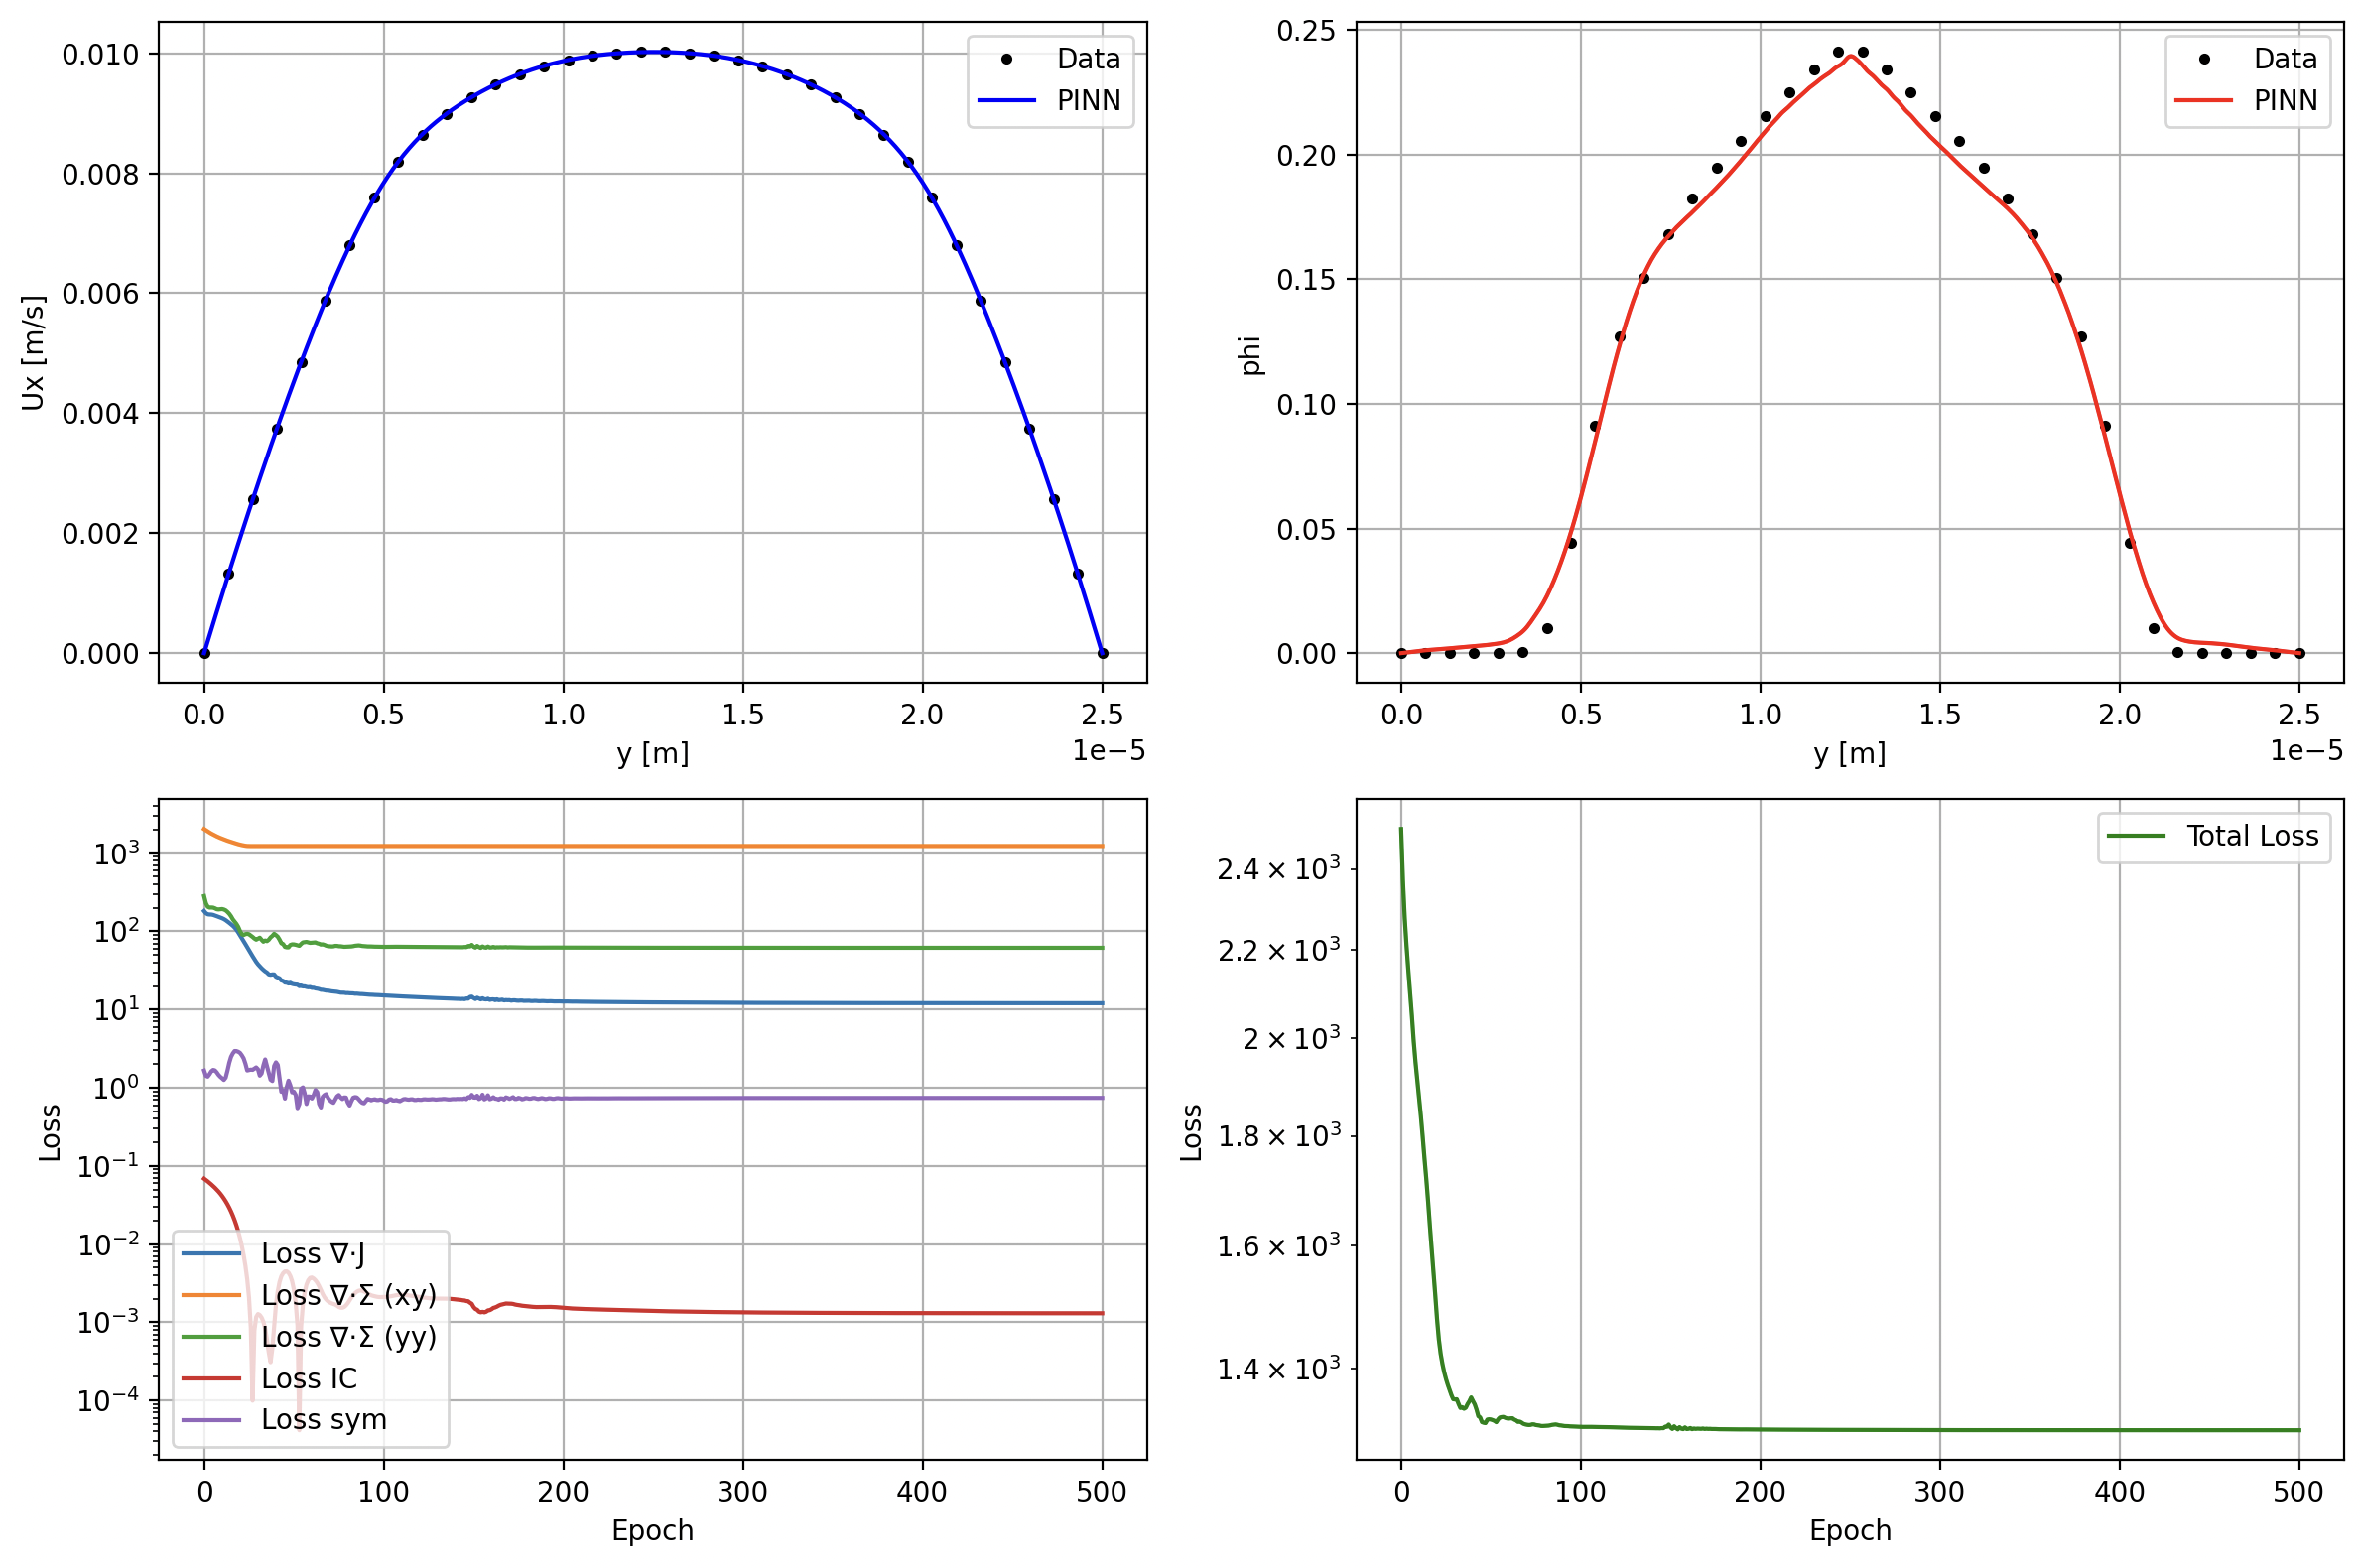 Ux [m/s]
0.010
0.008
0.006
0.004
0.002
0.000
Data
PINN
0.0 0.5 1.0 1.5 2.0 2.5
1e−5
y [m]
phi
0.25
0.20
0.15
0.10
0.05
0.00
Data
PINN
0.0 0.5 1.0 1.5 2.0 2.5
1e−5
y [m]
Loss
10³
10²
10¹
10⁰
10⁻¹
10⁻²
10⁻³
10⁻⁴
Loss ∇·J
Loss ∇·Σ (xy)
Loss ∇·Σ (yy)
Loss IC
Loss sym
0 100 200 300 400 500
Epoch
Loss
2.4 × 10³
2.2 × 10³
2 × 10³
1.8 × 10³
1.6 × 10³
1.4 × 10³
Total Loss
0 100 200 300 400 500
Epoch